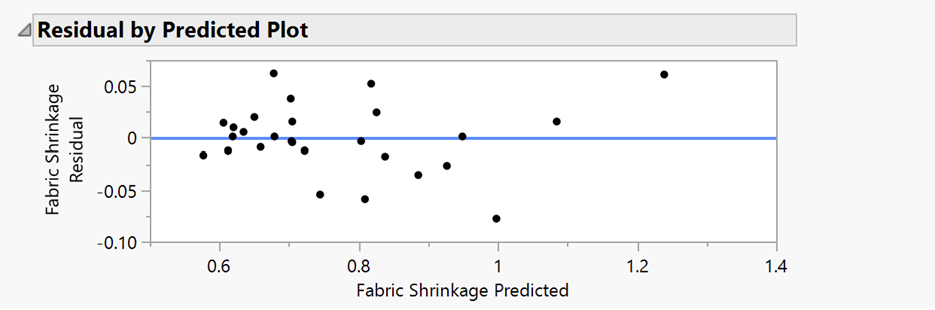 Residual by Predicted Plot
Fabric Shrinkage
Residual
0.05
0
-0.05
-0.10
0.6 0.8 1 1.2 1.4
Fabric Shrinkage Predicted